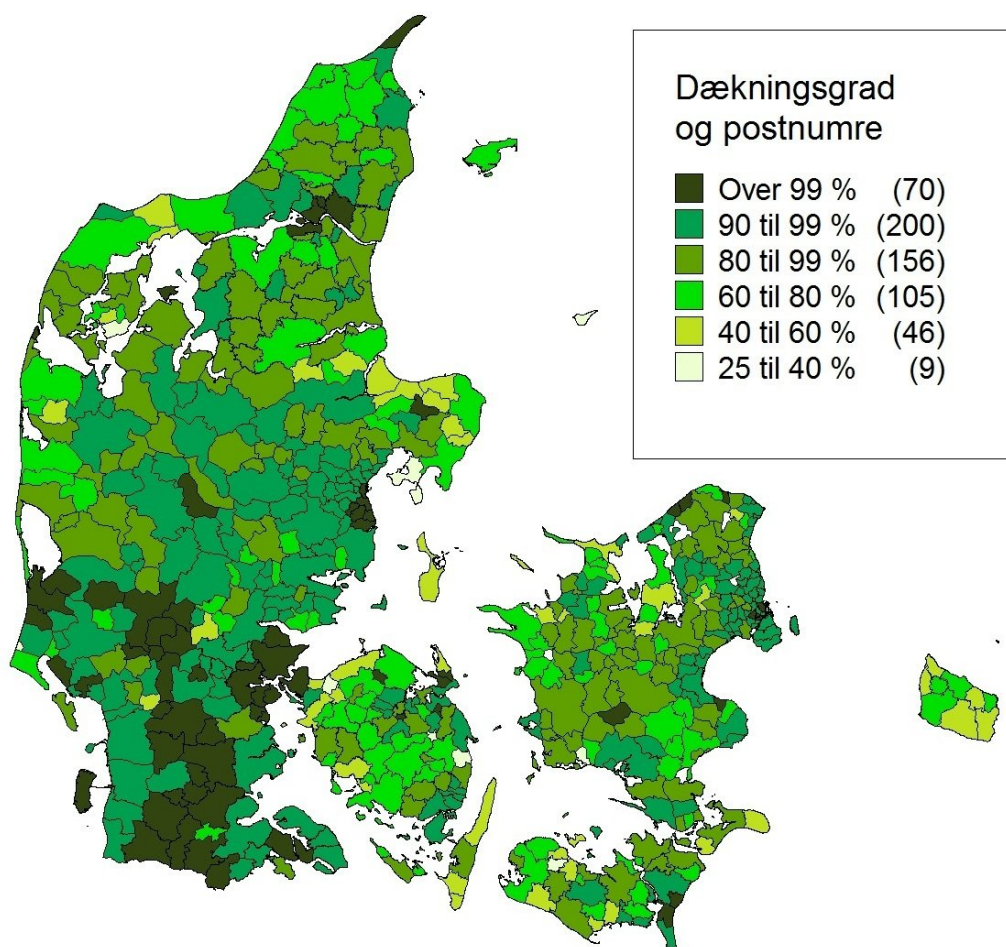 Dækningsgrad
og postnumre
Over 99 % (70)
90 til 99 % (200)
80 til 99 % (156)
60 til 80 % (105)
40 til 60 % (46)
25 til 40 % (9)